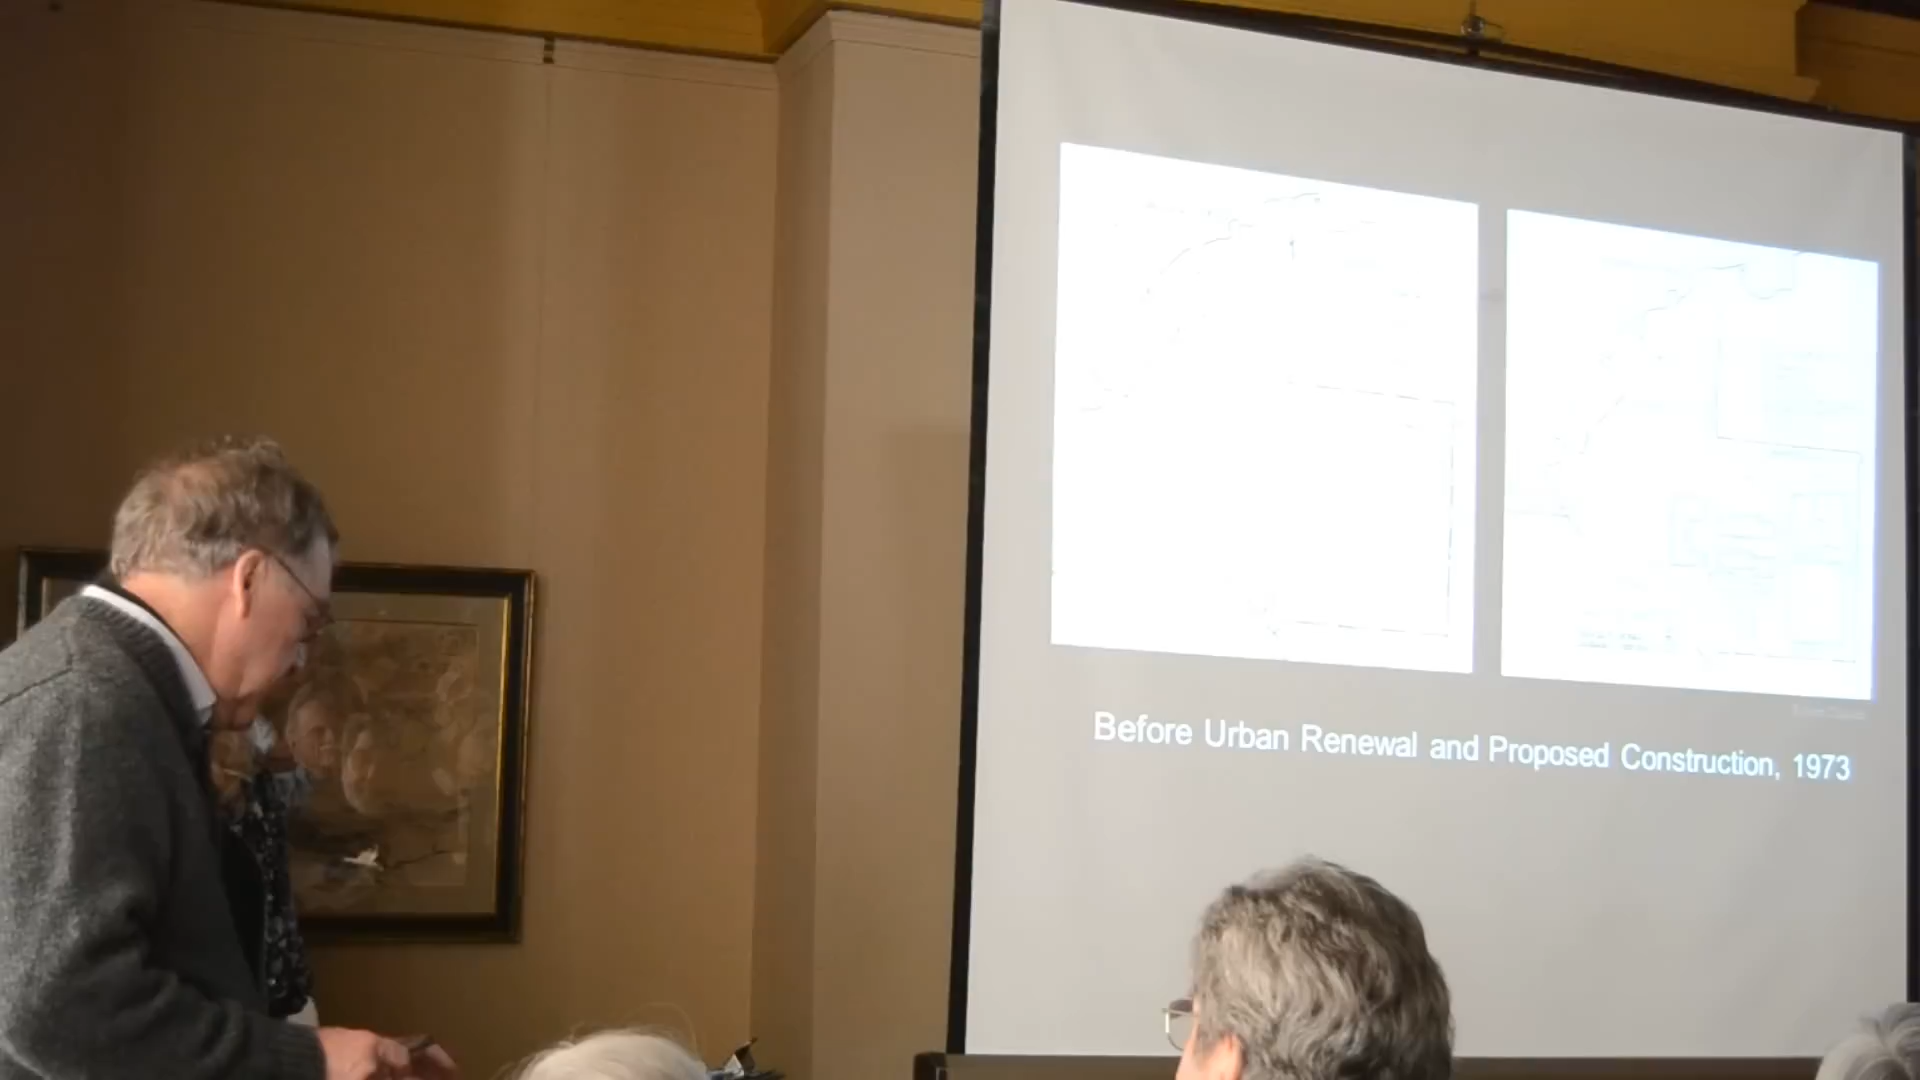 Before Urban Renewal and Proposed Construction, 1973